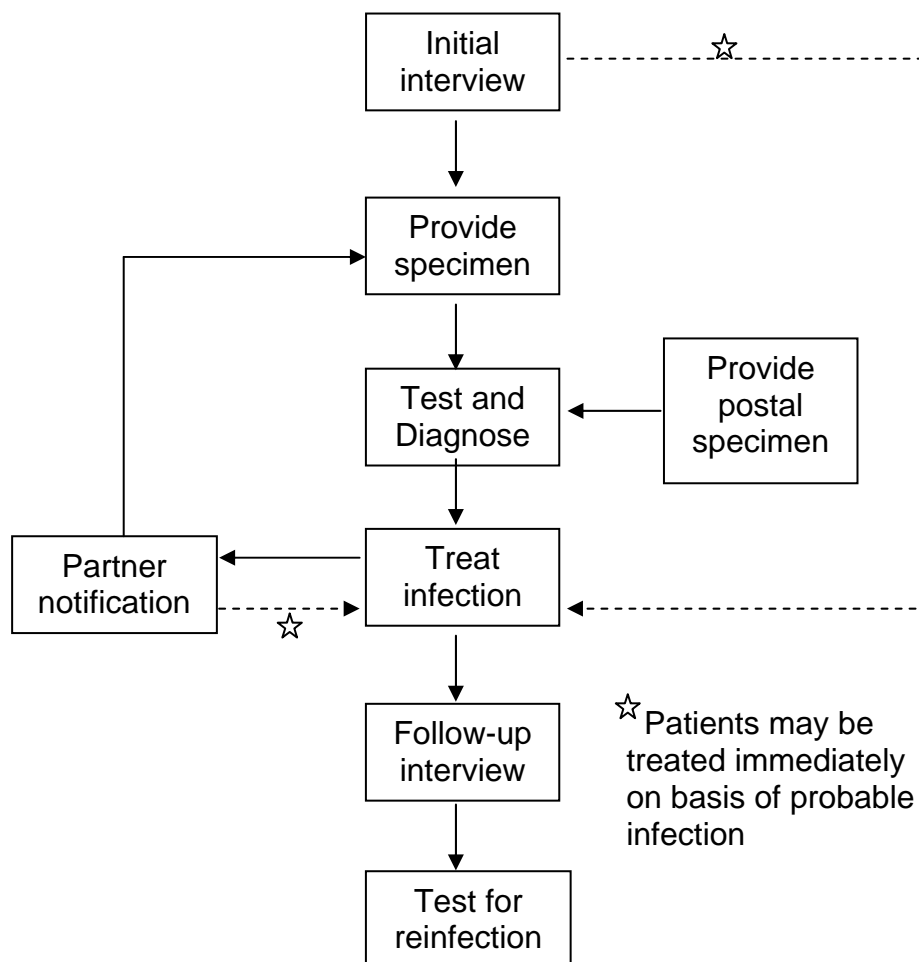 Initial
interview
Provide
specimen
Test and
Diagnose
Provide
postal
specimen
Partner
notification
Treat
infection
Follow-up
interview
Patients may be
treated immediately
on basis of probable
infection
Test for
reinfection